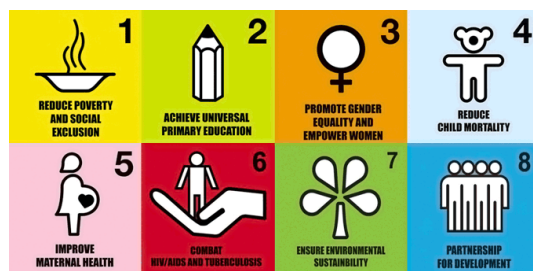 1
REDUCE POVERTY
AND SOCIAL
EXCLUSION
2
ACHIEVE UNIVERSAL
PRIMARY EDUCATION
3
PROMOTE GENDER
EQUALITY AND
EMPOWER WOMEN
4
REDUCE
CHILD MORTALITY
5
IMPROVE
MATERNAL HEALTH
6
COMBAT
HIV/AIDS AND TUBERCULOSIS
7
ENSURE ENVIRONMENTAL
SUSTAINBILITY
8
PARTNERSHIP
FOR DEVELOPMENT